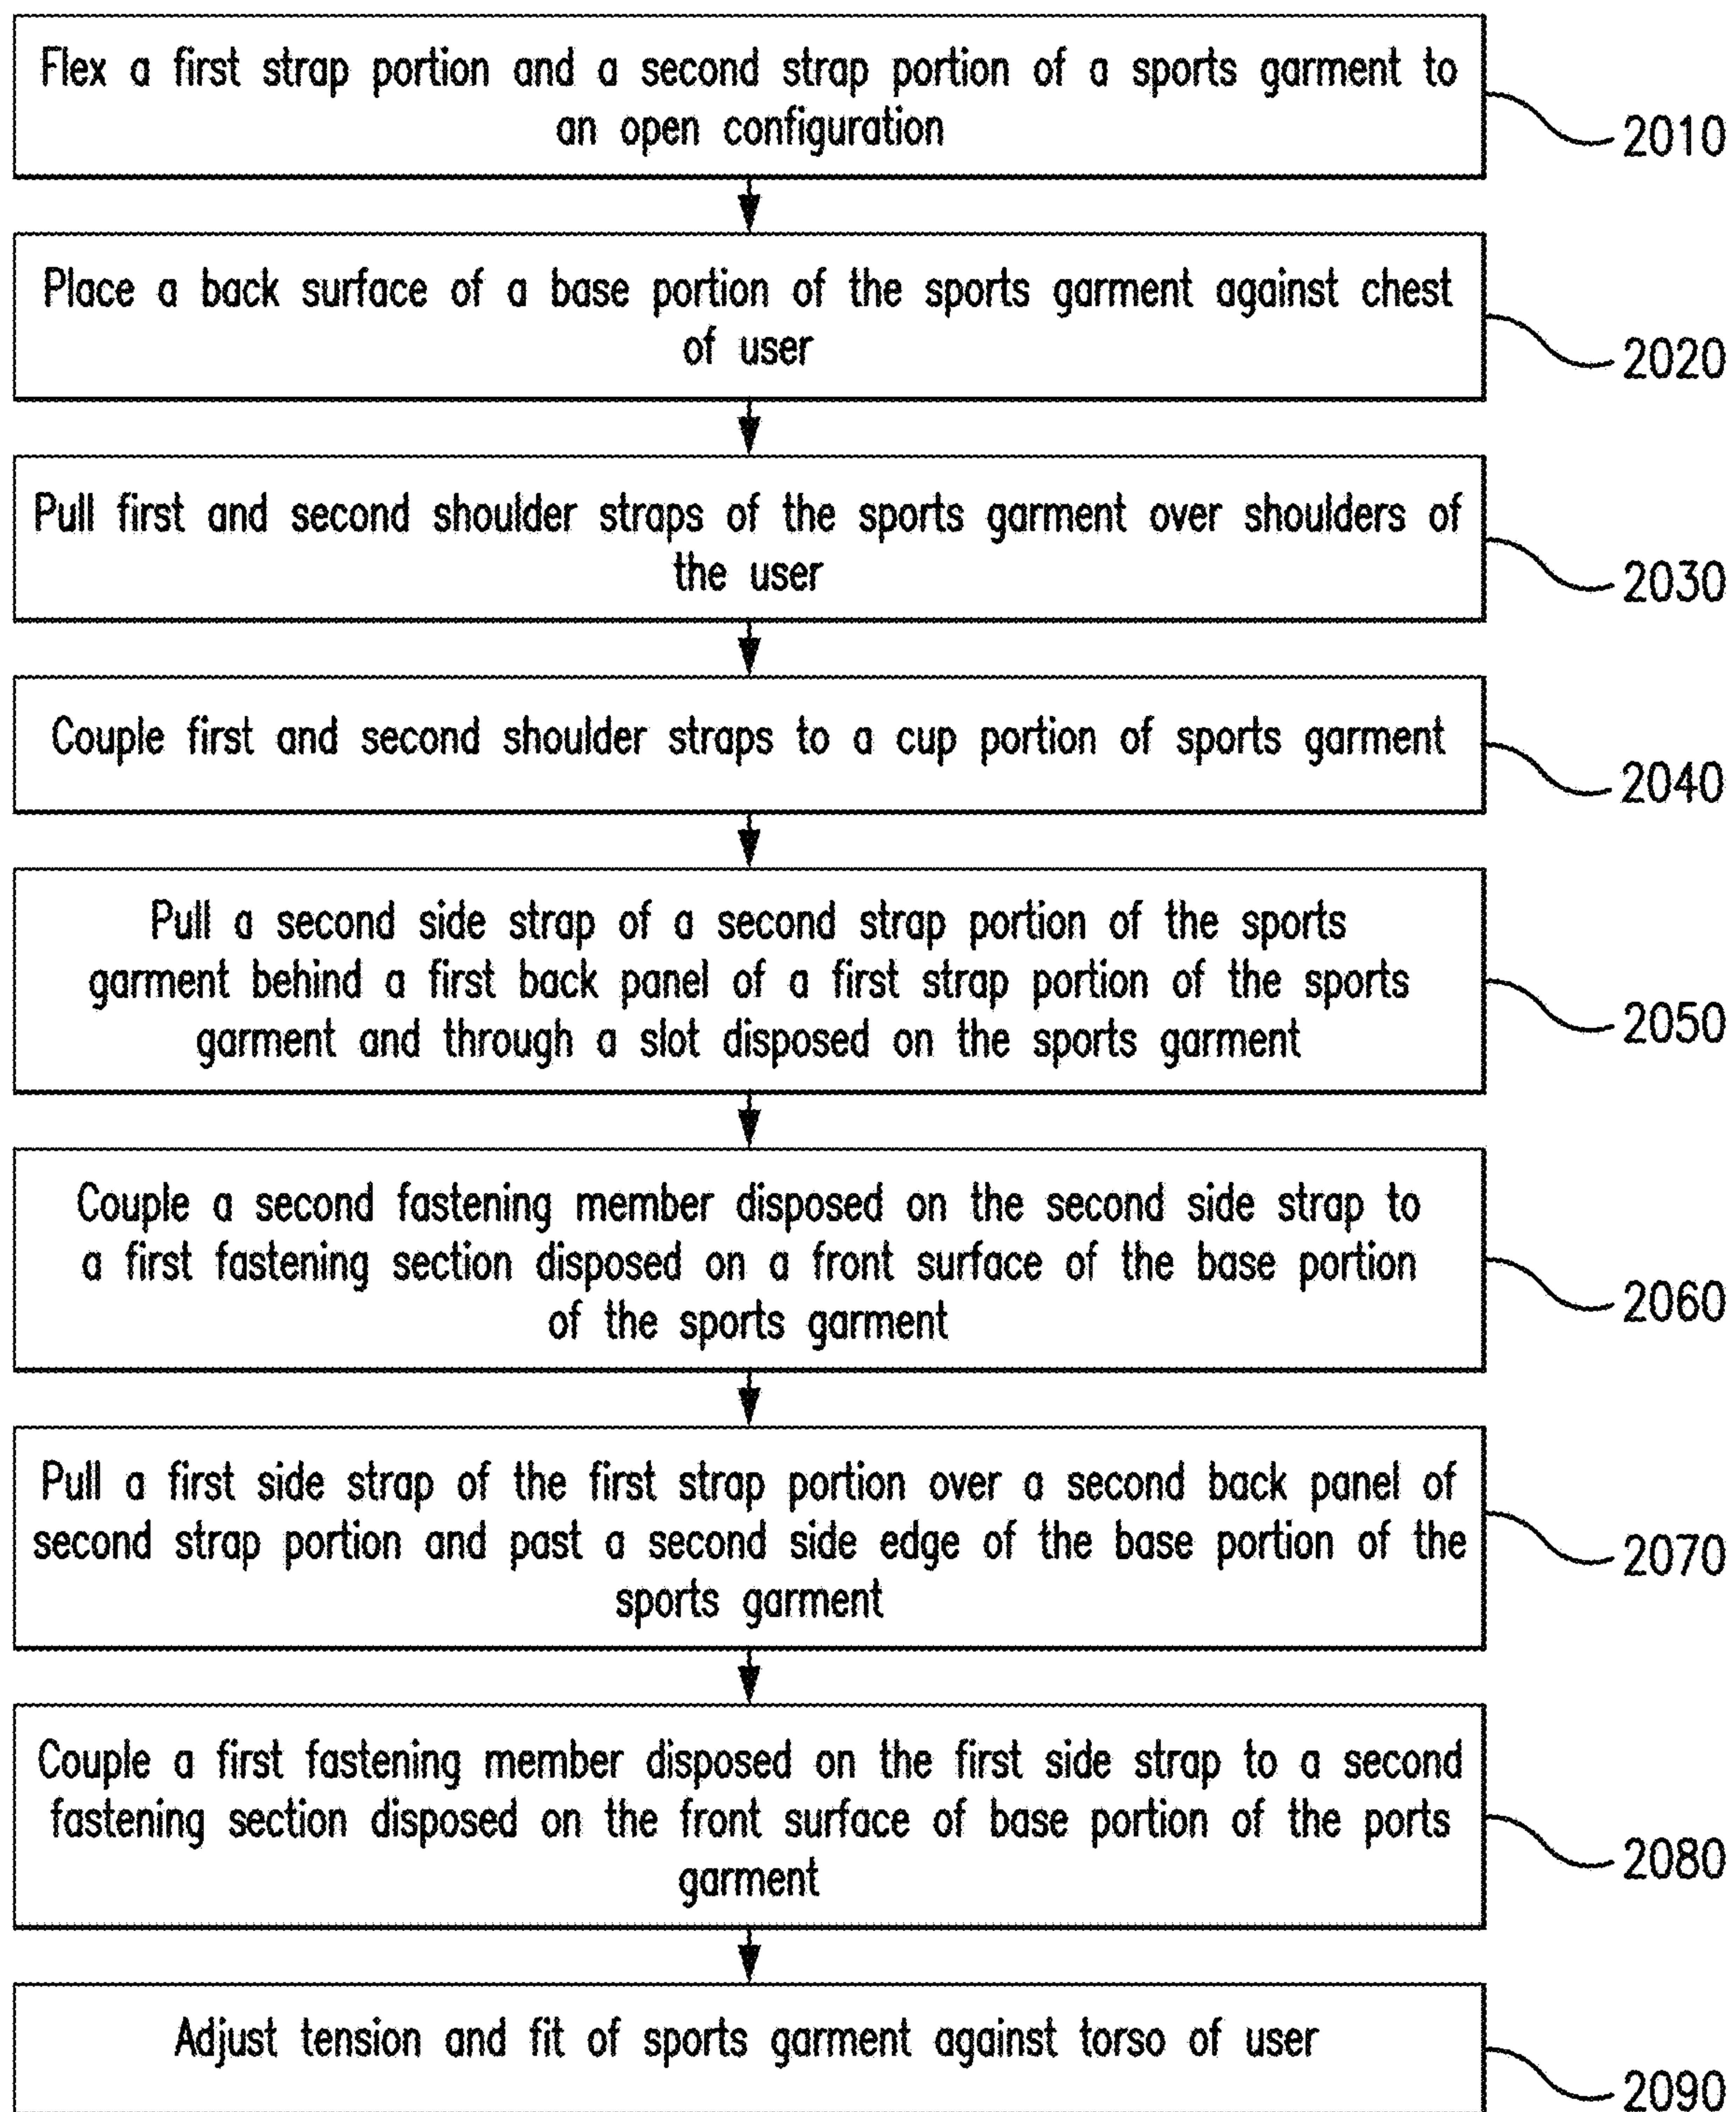 Flex a first strap portion and a second strap portion of a sports garment to
an open configuration
2010
Place a back surface of a base portion of the sports garment against chest
of user
2020
Pull first and second shoulder straps of the sports garment over shoulders of
the user
2030
Couple first and second shoulder straps to a cup portion of sports garment
2040
Pull a second side strap of a second strap portion of the sports
garment behind a first back panel of a first strap portion of the sports
garment and through a slot disposed on the sports garment
2050
Couple a second fastening member disposed on the second side strap to
a first fastening section disposed on a front surface of the base portion
of the sports garment
2060
Pull a first side strap of the first strap portion over a second back panel of
second strap portion and past a second side edge of the base portion of the
sports garment
2070
Couple a first fastening member disposed on the first side strap to a second
fastening section disposed on the front surface of base portion of the ports
garment
2080
Adjust tension and fit of sports garment against torso of user
2090